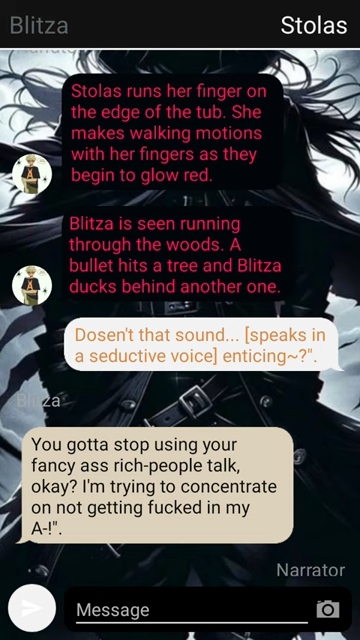 Blitza
Stolas
Narrator
Stolas runs her finger on
the edge of the tub. She
makes walking motions
with her fingers as they
begin to glow red.
Blitza is seen running
through the woods. A
bullet hits a tree and Blitza
ducks behind another one.
Dosen't that sound... [speaks in
a seductive voice] enticing~?".
Blitza
You gotta stop using your
fancy ass rich-people talk,
okay? I'm trying to concentrate
on not getting fucked in my
A-!".
Narrator
Message